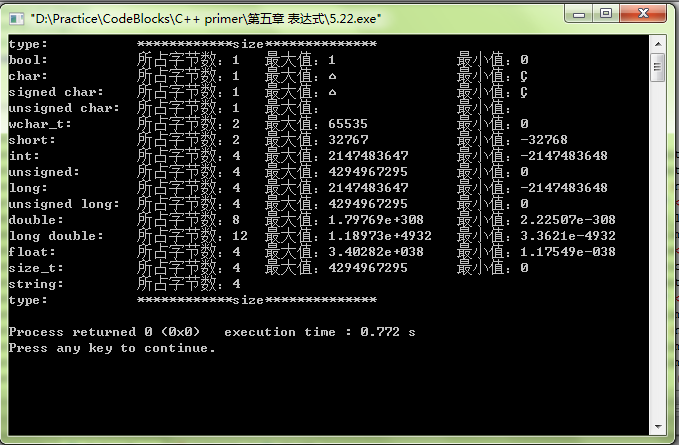 "D:\Practice\CodeBlocks\C++ primer\第五章 表达式\5.22.exe"
type: ************size**************
bool: 所占字节数：1 最大值：1 最小值：0
char: 所占字节数：1 最大值：⌂ 最小值：Ç
signed char: 所占字节数：1 最大值：⌂ 最小值：Ç
unsigned char: 所占字节数：1 最大值： 最小值：
wchar_t: 所占字节数：2 最大值：65535 最小值：0
short: 所占字节数：2 最大值：32767 最小值：-32768
int: 所占字节数：4 最大值：2147483647 最小值：-2147483648
unsigned: 所占字节数：4 最大值：4294967295 最小值：0
long: 所占字节数：4 最大值：2147483647 最小值：-2147483648
unsigned long: 所占字节数：4 最大值：4294967295 最小值：0
double: 所占字节数：8 最大值：1.79769e+308 最小值：2.22507e-308
long double: 所占字节数：12 最大值：1.18973e+4932 最小值：3.3621e-4932
float: 所占字节数：4 最大值：3.40282e+038 最小值：1.17549e-038
size_t: 所占字节数：4 最大值：4294967295 最小值：0
string: 所占字节数：4
type: ************size**************
Process returned 0 (0x0) execution time : 0.772 s
Press any key to continue.